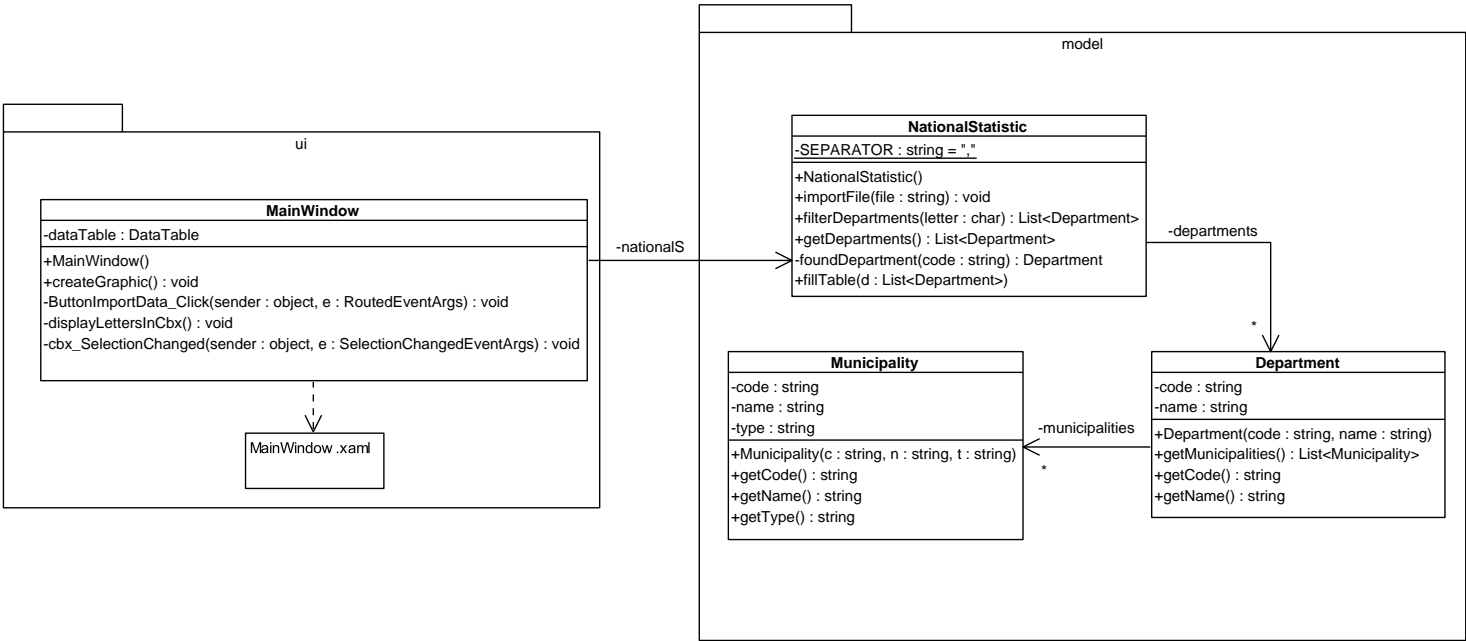 model
ui
NationalStatistic
-SEPARATOR : string = ","
+NationalStatistic()
+importFile(file : string) : void
+filterDepartments(letter : char) : List<Department>
+getDepartments() : List<Department>
-foundDepartment(code : string) : Department
+fillTable(d : List<Department>)
MainWindow
-dataTable : DataTable
+MainWindow()
+createGraphic() : void
-ButtonImportData_Click(sender : object, e : RoutedEventArgs) : void
-displayLettersInCbx() : void
-cbx_SelectionChanged(sender : object, e : SelectionChangedEventArgs) : void
MainWindow .xaml
-nationalS
-departments
*
Municipality
-code : string
-name : string
-type : string
+Municipality(c : string, n : string, t : string)
+getCode() : string
+getName() : string
+getType() : string
-municipalities
*
Department
-code : string
-name : string
+Department(code : string, name : string)
+getMunicipalities() : List<Municipality>
+getCode() : string
+getName() : string